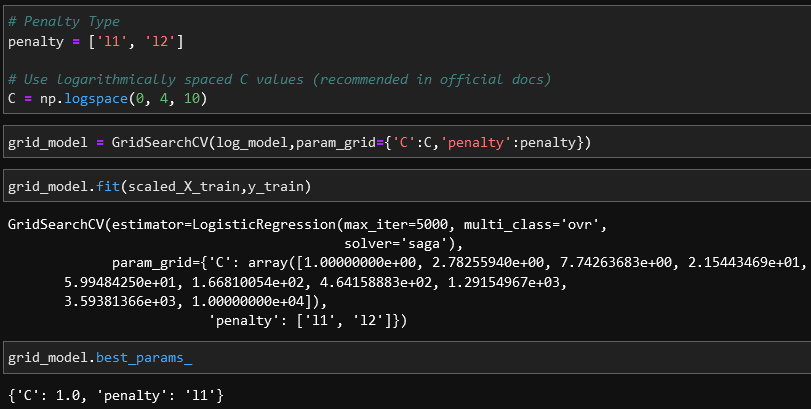 # Penalty Type
penalty = ['l1', 'l2']
# Use logarithmically spaced C values (recommended in official docs)
C = np.logspace(0, 4, 10)
grid_model = GridSearchCV(log_model,param_grid={'C':C,'penalty':penalty})
grid_model.fit(scaled_X_train,y_train)
GridSearchCV(estimator=LogisticRegression(max_iter=5000, multi_class='ovr',
solver='saga'),
param_grid={'C': array([1.00000000e+00, 2.78255940e+00, 7.74263683e+00, 2.15443469e+01,
5.99484250e+01, 1.66810054e+02, 4.64158883e+02, 1.29154967e+03,
3.59381366e+03, 1.00000000e+04]),
'penalty': ['l1', 'l2']})
grid_model.best_params_
{'C': 1.0, 'penalty': 'l1'}